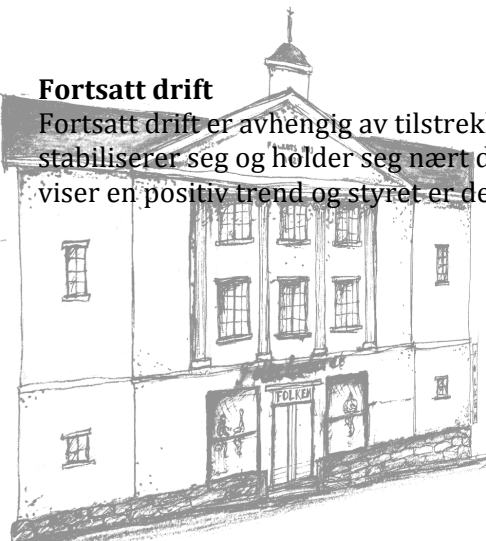 Fortsatt drift
Fortsatt drift er avhengig av tilstrekk
stabiliserer seg og holder seg nært d
viser en positiv trend og styret er de
FOLKEN